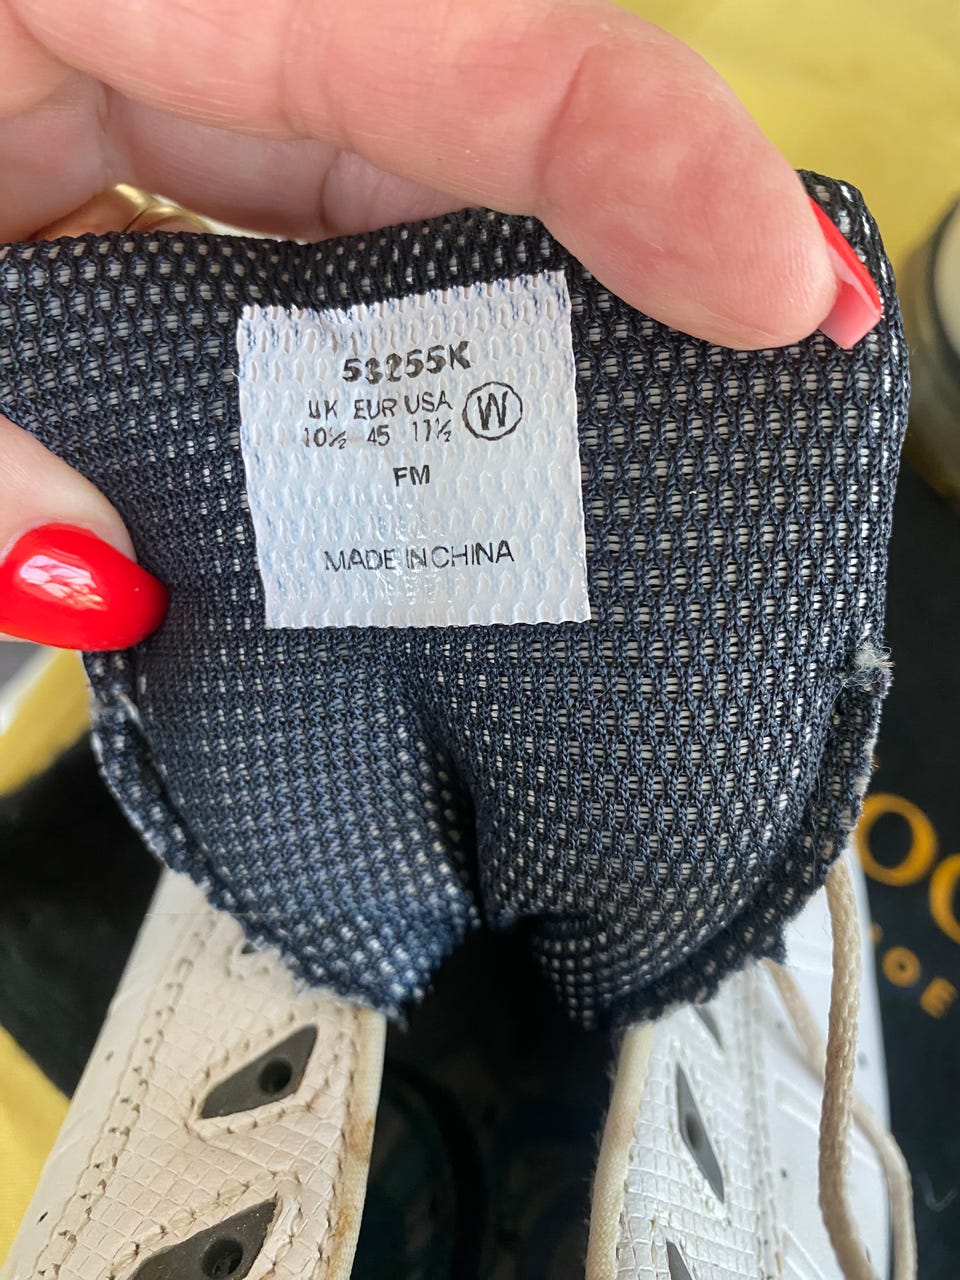 53255K
UK EUR USA W
10½ 45 11½
FM
MADE IN CHINA